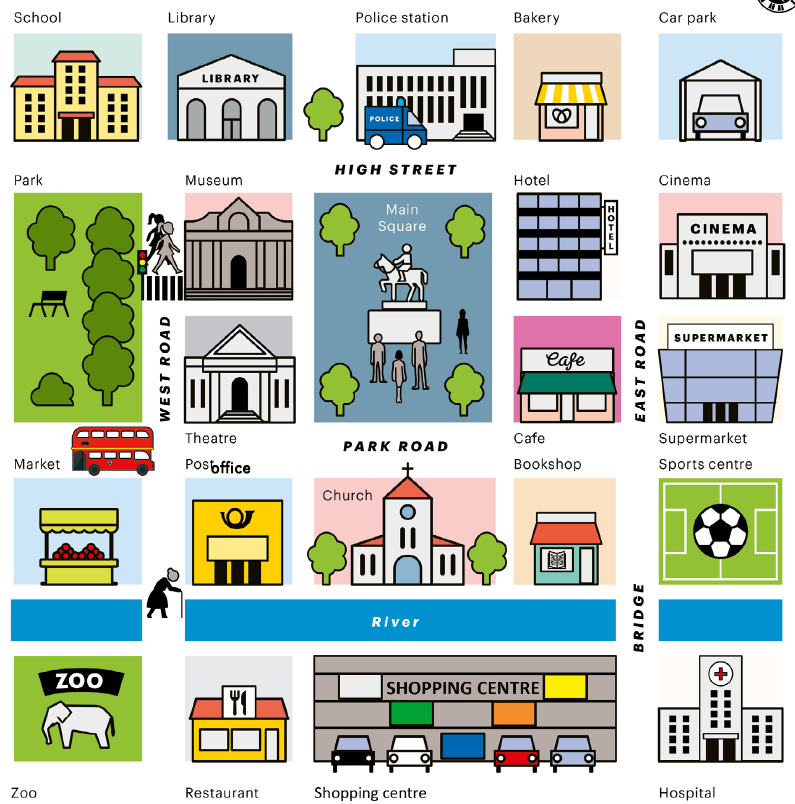 School
Library
Police station
Bakery
Car park
LIBRARY
POLICE
HIGH STREET
Park
Museum
Main
Square
Hotel
Cinema
HOTEL
CINEMA
WEST ROAD
EAST ROAD
Cafe
SUPERMARKET
Theatre
PARK ROAD
Cafe
Supermarket
Market
Post office
Church
Bookshop
Sports centre
River
BRIDGE
ZOO
SHOPPING CENTRE
Zoo
Restaurant
Shopping centre
Hospital